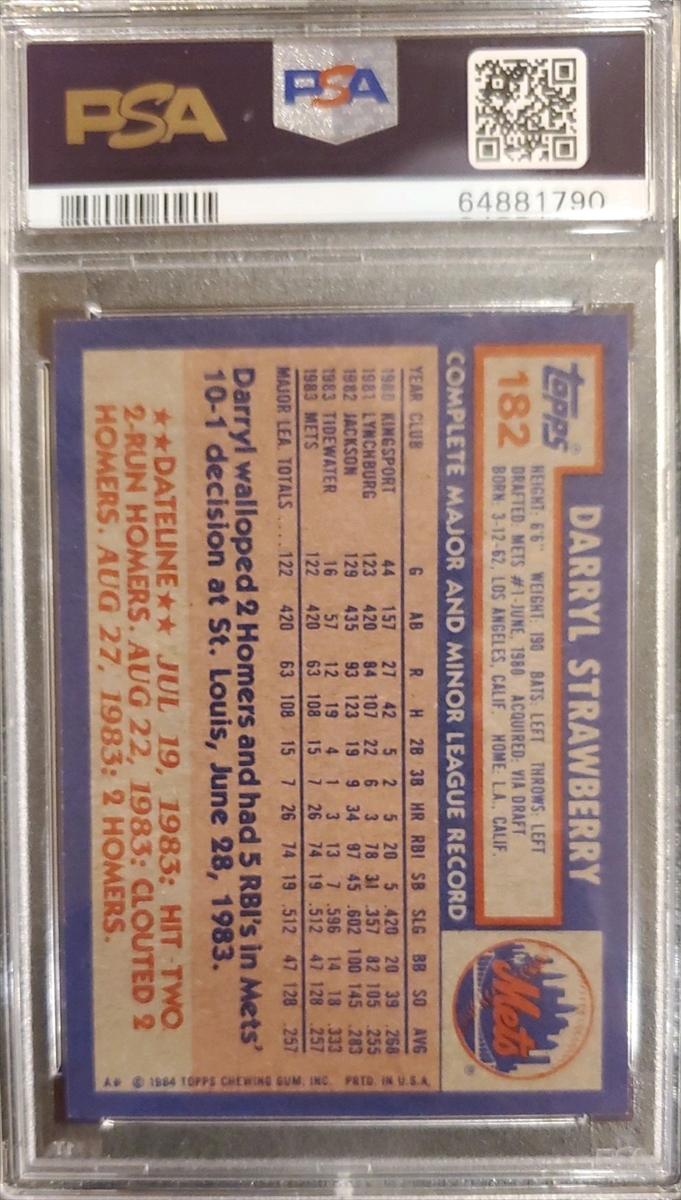 PSA
PSA
64881790
topps
182
DARRYL STRAWBERRY
HEIGHT: 6'6" WEIGHT: 190 BATS: LEFT THROWS: LEFT
DRAFTED: METS #1-JUNE, 1980 ACQUIRED: VIA DRAFT
BORN: 3-12-62, LOS ANGELES, CALIF. HOME: L.A., CALIF.
Mets
COMPLETE MAJOR AND MINOR LEAGUE RECORD
YEAR CLUB G AB R H 2B 3B HR RBI SB SLG BB SO AVG
1980 KINGSPORT 44 157 27 42 5 2 5 20 5 .420 20 39 .268
1981 LYNCHBURG 123 420 84 107 22 6 3 78 31 .357 82 105 .255
1982 JACKSON 129 435 93 123 19 9 34 97 45 .602 100 145 .283
1983 TIDEWATER 16 57 12 19 4 1 3 13 7 .596 14 18 .333
1983 METS 122 420 63 108 15 7 26 74 19 .512 47 128 .257
MAJOR LEA. TOTALS .... 122 420 63 108 15 7 26 74 19 .512 47 128 .257
Darryl walloped 2 Homers and had 5 RBI's in Mets'
10-1 decision at St. Louis, June 28, 1983.
★★DATELINE★★ JUL 19, 1983: HIT TWO
2-RUN HOMERS. AUG 22, 1983: CLOUTED 2
HOMERS. AUG 27, 1983: 2 HOMERS.
A* © 1984 TOPPS CHEWING GUM, INC. PRTD. IN U.S.A.